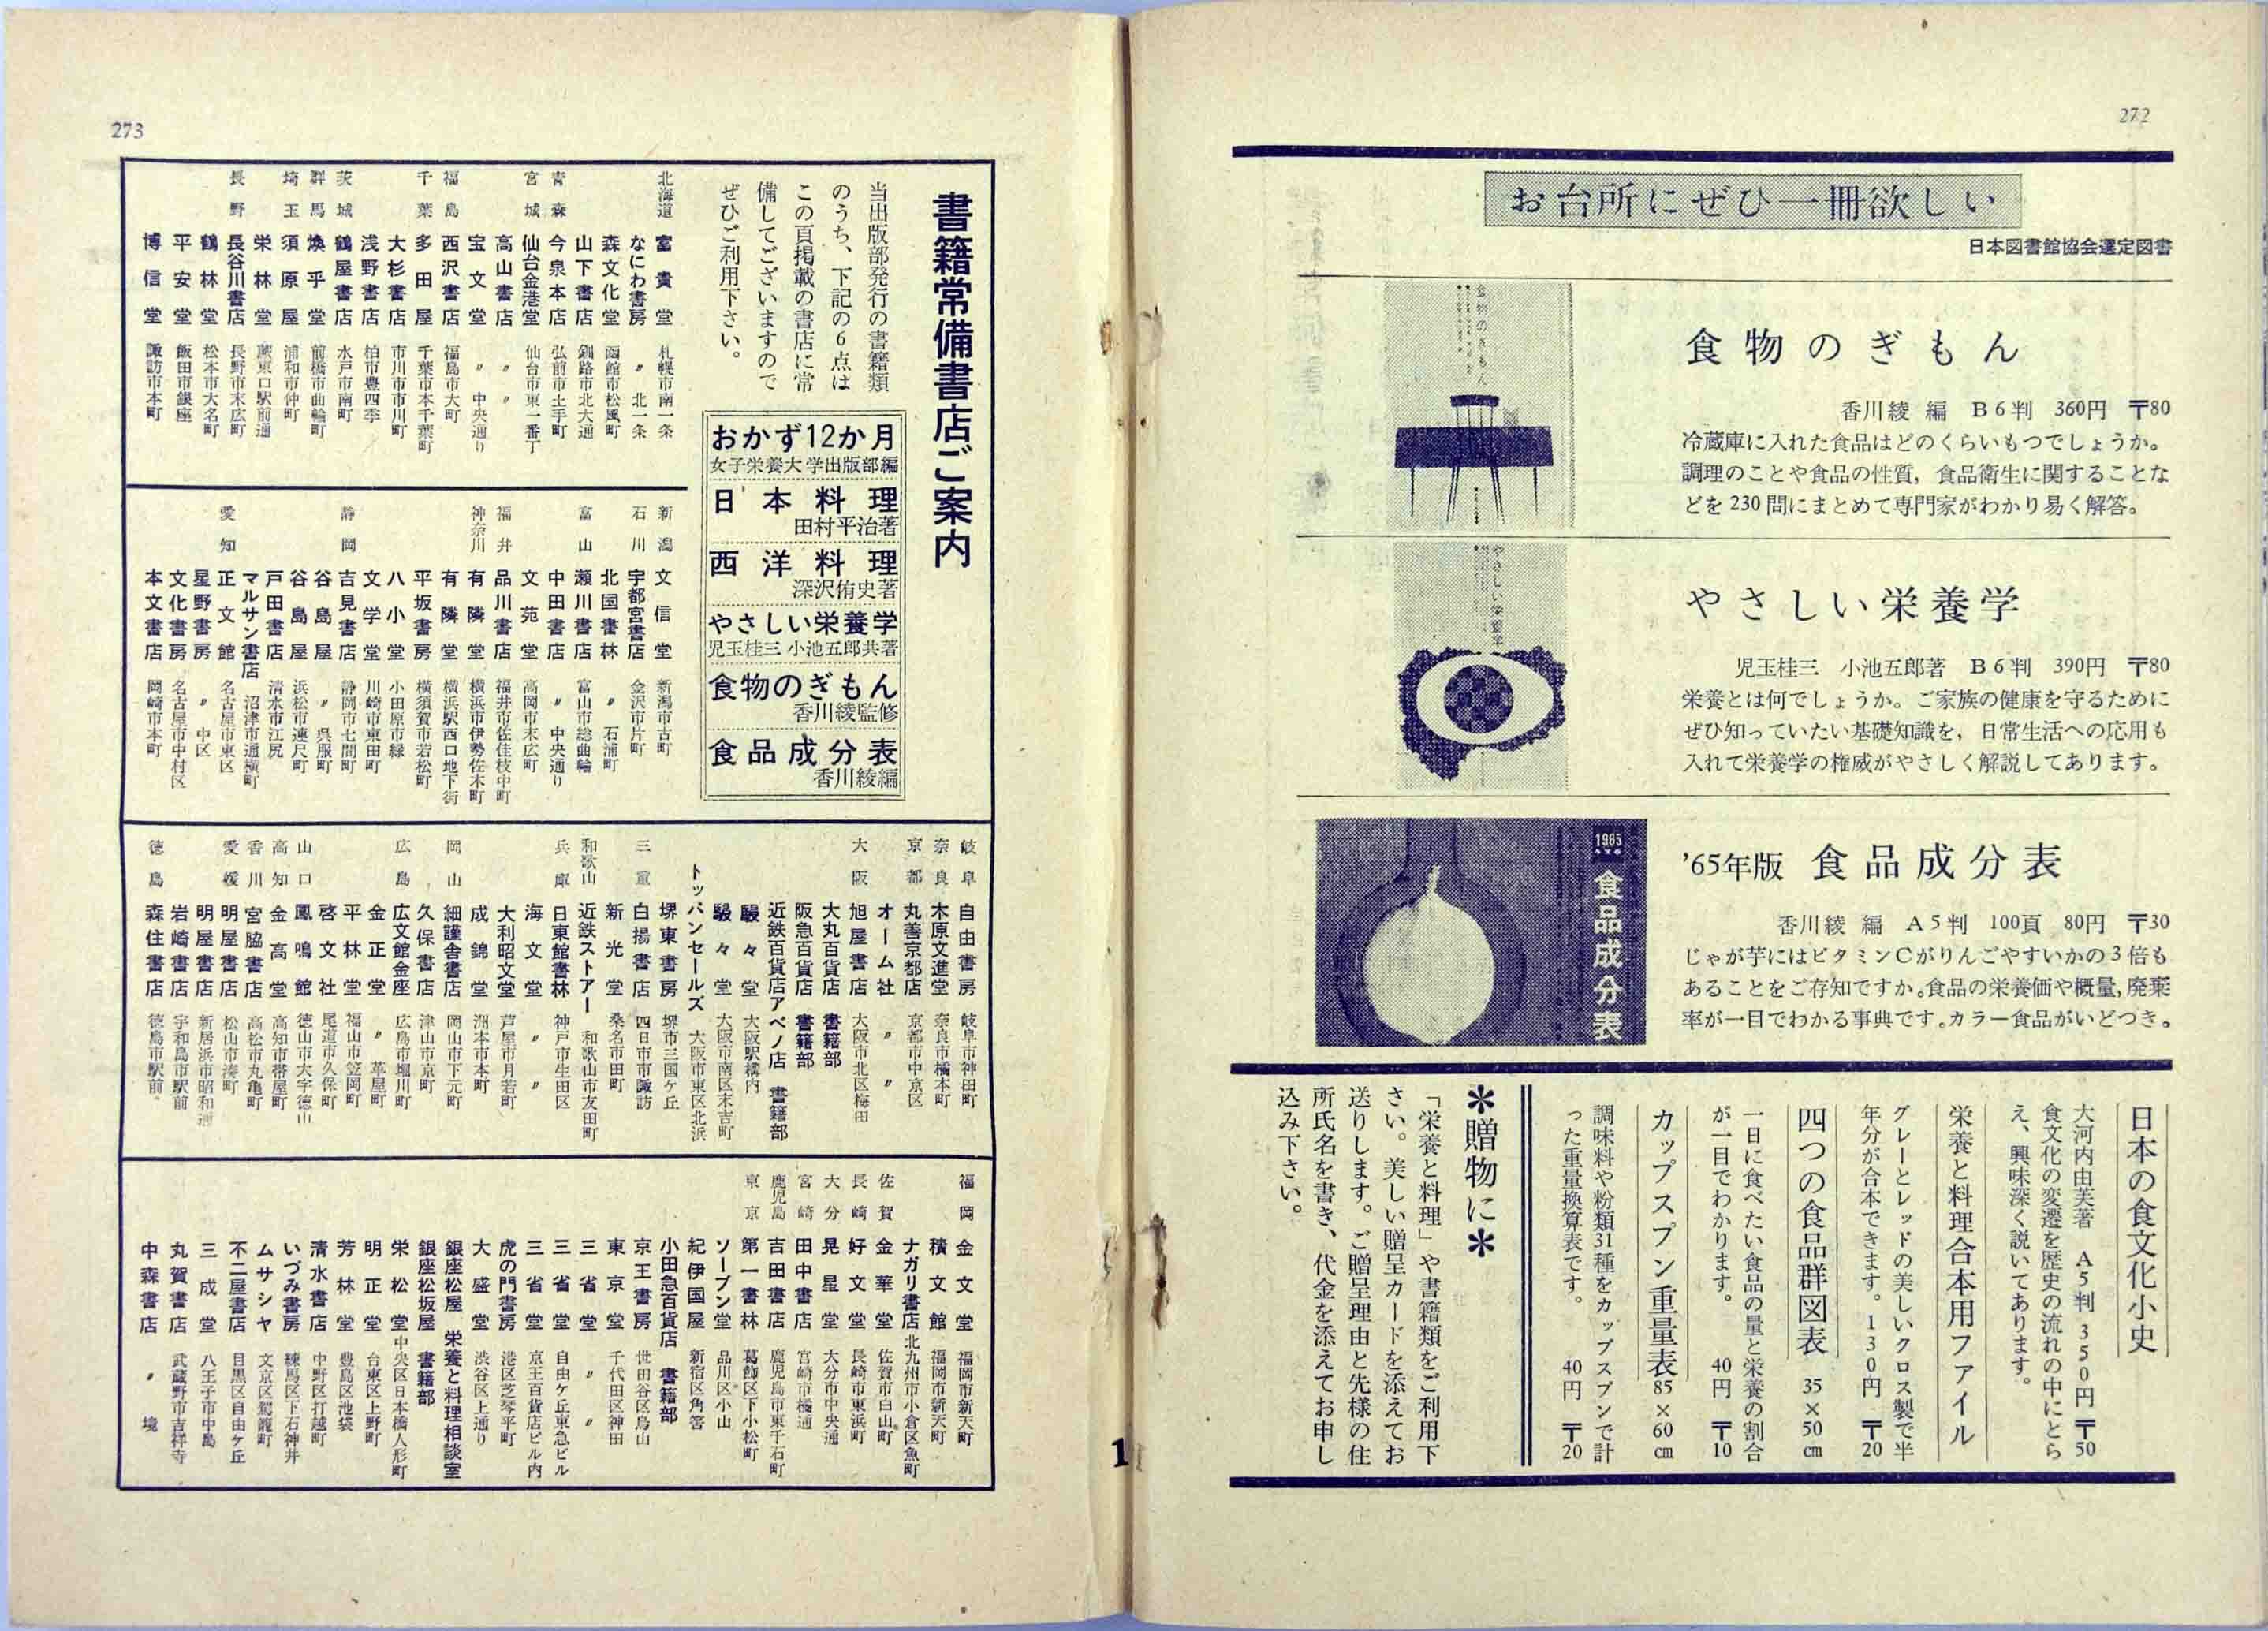 272
お台所にぜひ一冊欲しい
日本図書館協会選定図書
食物のぎもん
食物のぎもん
香川綾 編 B6判 360円 〒80
冷蔵庫に入れた食品はどのくらいもつでしょうか。
調理のことや食品の性質,食品衛生に関することな
どを230問にまとめて専門家がわかり易く解答。
やさしい栄養学
やさしい栄養学
児玉桂三 小池五郎著 B6判 390円 〒80
栄養とは何でしょうか。ご家族の健康を守るために
ぜひ知っていたい基礎知識を,日常生活への応用も
入れて栄養学の権威がやさしく解説してあります。
1965
食品成分表
'65年版 食品成分表
香川綾 編 A5判 100頁 80円 〒30
じゃが芋にはビタミンCがりんごやすいかの3倍も
あることをご存知ですか。食品の栄養価や概量,廃棄
率が一目でわかる事典です。カラー食品がいどつき。
日本の食文化小史
大河内由芙著 A5判 350円 〒50
食文化の変遷を歴史の流れの中にとら
え、興味深く説いてあります。
栄養と料理合本用ファイル
グレーとレッドの美しいクロス製で半
年分が合本できます。130円 〒20
四つの食品群図表 35×50cm
一日に食べたい食品の量と栄養の割合
が一目でわかります。 40円 〒10
カップスプン重量表 85×60cm
調味料や粉類31種をカップスプンで計
った重量換算表です。 40円 〒20
＊贈物に＊
「栄養と料理」や書籍類をご利用下
さい。美しい贈呈カードを添えてお
送りします。ご贈呈理由と先様の住
所氏名を書き、代金を添えてお申し
込み下さい。
273
書籍常備書店ご案内
当出版部発行の書籍類
のうち、下記の6点は
この頁掲載の書店に常
備してございますので
ぜひご利用下さい。
おかず12か月
女子栄養大学出版部編
日本料理
田村平治著
西洋料理
深沢侑史著
やさしい栄養学
児玉桂三 小池五郎共著
食物のぎもん
香川綾監修
食品成分表
香川綾編
北海道 富貴堂 札幌市南一条
なにわ書房 〃 北一条
森文化堂 函館市松風町
山下書店 釧路市北大通
青森 今泉本店 弘前市土手町
宮城 仙台金港堂 仙台市東一番丁
高山書店 〃 〃
宝文堂 〃 中央通り
福島 西沢書店 福島市大町
千葉 多田屋 千葉市本千葉町
大杉書店 市川市市川町
浅野書店 柏市豊四季
茨城 鶴屋書店 水戸市南町
群馬 煥乎堂 前橋市曲輪町
埼玉 須原屋 浦和市仲町
栄林堂 蕨東口駅前通
長野 長谷川書店 長野市末広町
鶴林堂 松本市大名町
平安堂 飯田市銀座
博信堂 諏訪市本町
新潟 文信堂 新潟市古町
石川 宇都宮書店 金沢市片町
北国書林 〃 石浦町
富山 瀬川書店 富山市総曲輪
中田書店 〃 中央通り
文苑堂 高岡市末広町
福井 品川書店 福井市佐佳枝中町
神奈川 有隣堂 横浜市伊勢佐木町
有隣堂 横浜駅西口地下街
平坂書房 横須賀市若松町
八小堂 小田原市緑
文学堂 川崎市東田町
静岡 吉見書店 静岡市七間町
谷島屋 〃 呉服町
谷島屋 浜松市連尺町
戸田書店 清水市江尻
マルサン書店 沼津市通横町
愛知 正文館 名古屋市東区
星野書房 〃 中区
文化書房 名古屋市中村区
本文書店 岡崎市本町
岐阜 自由書房 岐阜市神田町
奈良 木原文進堂 奈良市橋本町
京都 丸善京都店 京都市中京区
オーム社 〃 〃
大阪 旭屋書店 大阪市北区梅田
大丸百貨店 書籍部
阪急百貨店 書籍部
近鉄百貨店アベノ店 書籍部
駸々堂 大阪駅構内
駸々堂 大阪市南区末吉町
トッパンセールズ 大阪市東区北浜
堺東書房 堺市三国ケ丘
三重 白揚書店 四日市市諏訪
新光堂 桑名市田町
和歌山 近鉄ストアー 和歌山市友田町
兵庫 日東館書林 神戸市生田区
海文堂 〃 〃
大利昭文堂 芦屋市月若町
成錦堂 洲本市本町
岡山 細謹舎書店 岡山市下元町
久保書店 津山市京町
広島 広文館金座 広島市堀川町
金正堂 〃 革屋町
平林堂 福山市笠岡町
啓文社 尾道市久保町
山口 鳳鳴館 徳山市大字徳山
高知 金高堂 高知市帯屋町
香川 宮脇書店 高松市丸亀町
愛媛 明屋書店 松山市湊町
明屋書店 新居浜市昭和通
岩崎書店 宇和島市駅前
徳島 森住書店 徳島市駅前
福岡 金文堂 福岡市新天町
積文館 福岡市新天町
ナガリ書店 北九州市小倉区魚町
佐賀 金華堂 佐賀市白山町
長崎 好文堂 長崎市東浜町
大分 晃星堂 大分市中央通
宮崎 田中書店 宮崎市橘通
鹿児島 吉田書店 鹿児島市東千石町
東京 第一書林 葛飾区下小松町
ソーブン堂 品川区小山
紀伊国屋 新宿区角筈
小田急百貨店 書籍部
京王書房 世田谷区烏山
東京堂 千代田区神田
三省堂 〃 〃
三省堂 自由ケ丘東急ビル
三省堂 京王百貨店ビル内
虎の門書房 港区芝琴平町
大盛堂 渋谷区上通り
銀座松屋 栄養と料理相談室
銀座松坂屋 書籍部
栄松堂 中央区日本橋人形町
明正堂 台東区上野町
芳林堂 豊島区池袋
清水書店 中野区打越町
いづみ書房 練馬区下石神井
ムサシヤ 文京区駕籠町
不二屋書店 目黒区自由ケ丘
三成堂 八王子市中島
丸賀書店 武蔵野市吉祥寺
中森書店 〃 境